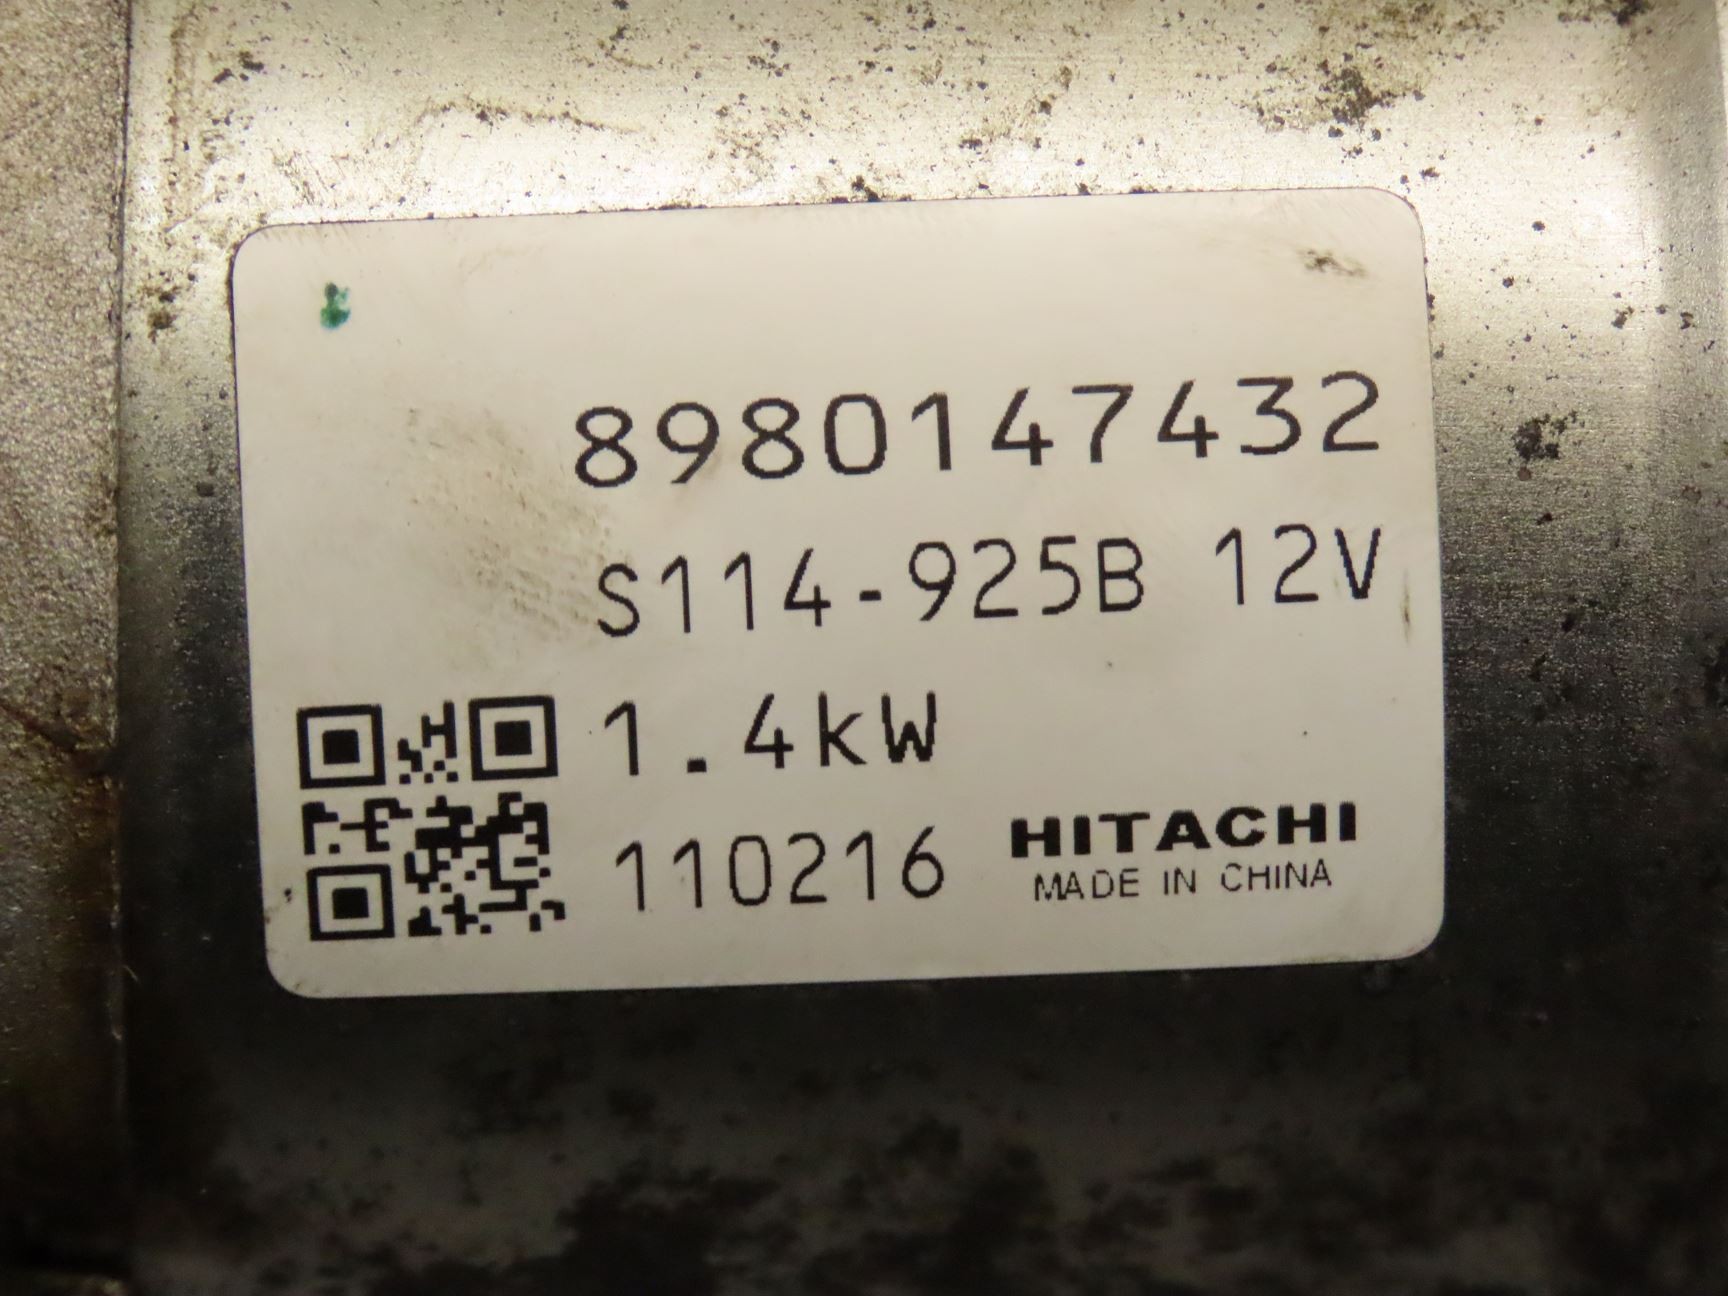 8980147432
S114-925B 12V
1.4kW
110216 HITACHI
MADE IN CHINA